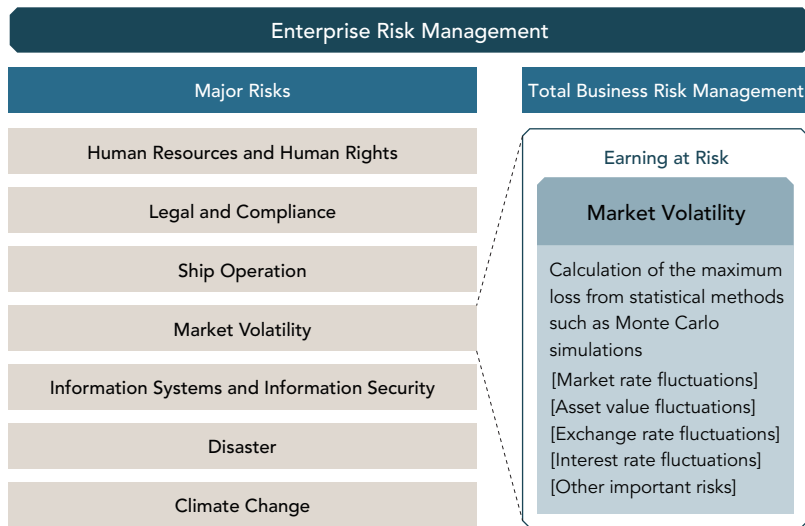 Enterprise Risk Management
Major Risks
Human Resources and Human Rights
Legal and Compliance
Ship Operation
Market Volatility
Information Systems and Information Security
Disaster
Climate Change
Total Business Risk Management
Earning at Risk
Market Volatility
Calculation of the maximum
loss from statistical methods
such as Monte Carlo
simulations
[Market rate fluctuations]
[Asset value fluctuations]
[Exchange rate fluctuations]
[Interest rate fluctuations]
[Other important risks]